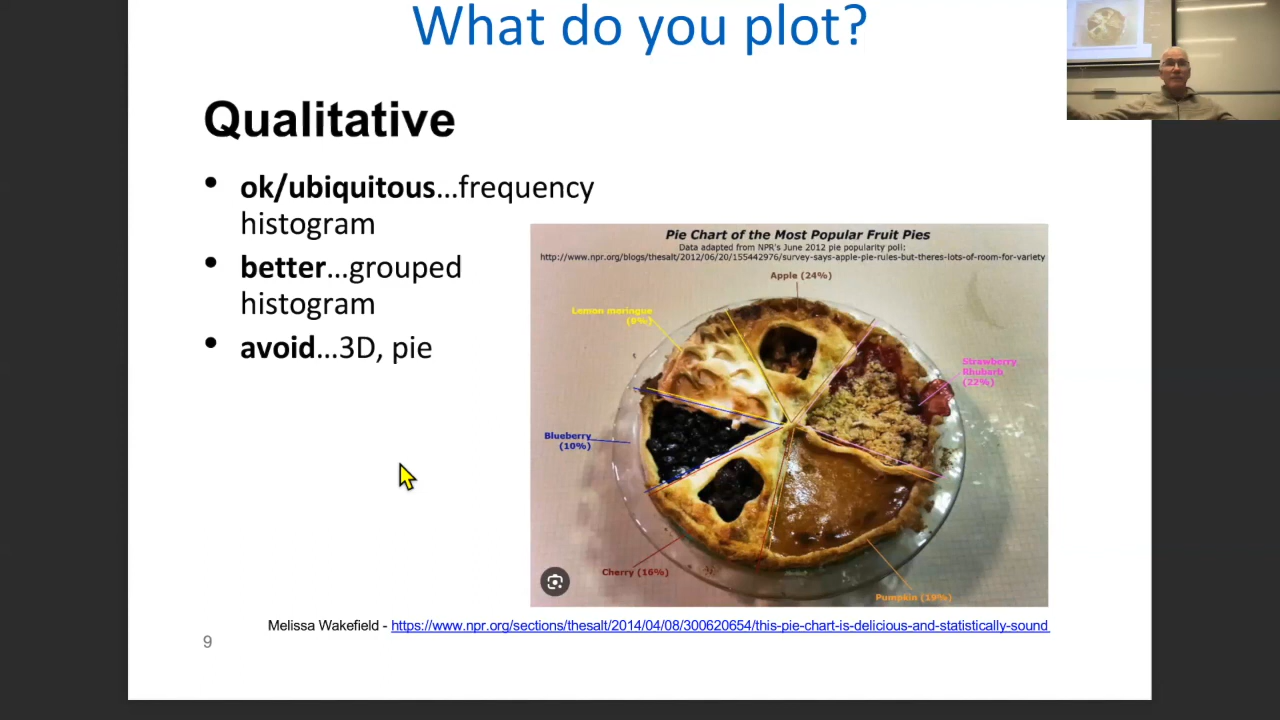 What do you plot?
Qualitative
• ok/ubiquitous...frequency
histogram
• better...grouped
histogram
• avoid...3D, pie
Pie Chart of the Most Popular Fruit Pies
Data adapted from NPR's June 2012 pie popularity poll:
http://www.npr.org/blogs/thesalt/2012/06/20/155442976/survey-says-apple-pie-rules-but-theres-lots-of-room-for-variety
Apple (24%)
Lemon meringue
Strawberry
Rhubarb
(22%)
Blueberry
(10%)
Cherry (16%)
Pumpkin (19%)
Melissa Wakefield - https://www.npr.org/sections/thesalt/2014/04/08/300620654/this-pie-chart-is-delicious-and-statistically-sound
9